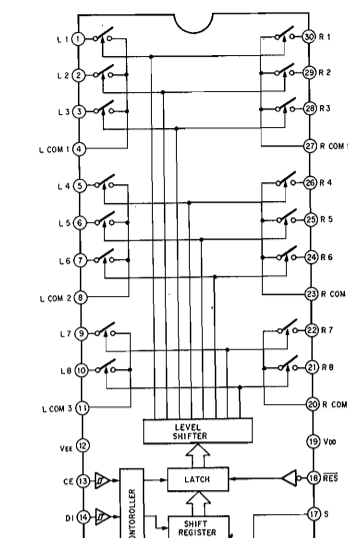 L 1 1 30 R 1
L 2 2 29 R 2
L 3 3 28 R 3
L COM 1 4 27 R COM
L 4 5 26 R 4
L 5 6 25 R 5
L 6 7 24 R 6
L COM 2 8 23 R COM
L 7 9 22 R 7
L 8 10 21 R 8
L COM 3 11 20 R COM
LEVEL
SHIFTER
VEE 12 19 VDD
CE 13 LATCH 18 RES
DI 14 17 S
ONTOROLLER
SHIFT
REGISTER